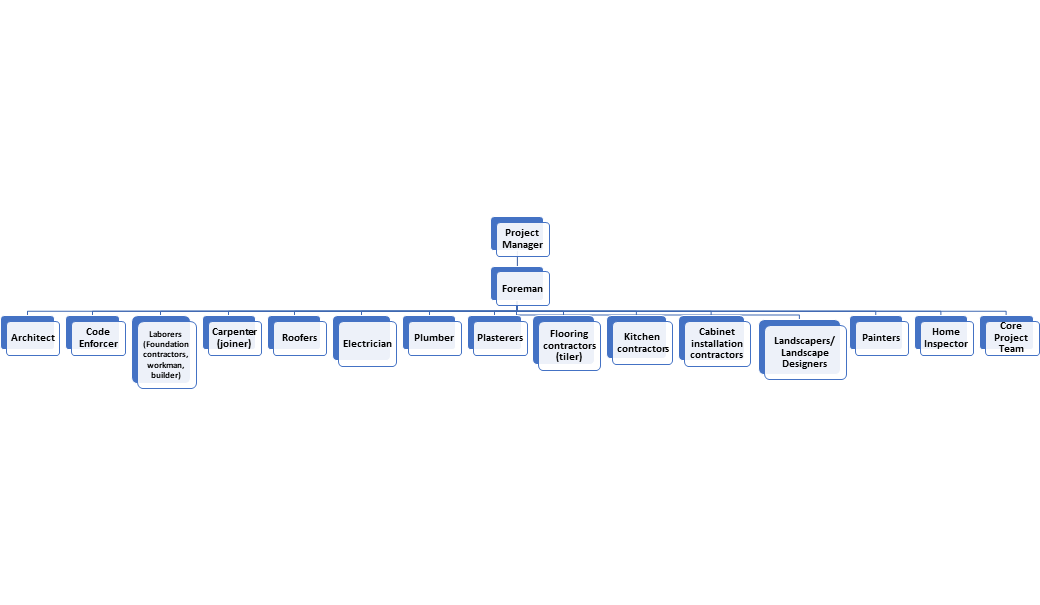 Project
Manager
Foreman
Architect
Code
Enforcer
Laborers
(Foundation
contractors,
workman,
builder)
Carpenter
(joiner)
Roofers
Electrician
Plumber
Plasterers
Flooring
contractors
(tiler)
Kitchen
contractors
Cabinet
installation
contractors
Landscapers/
Landscape
Designers
Painters
Home
Inspector
Core
Project
Team